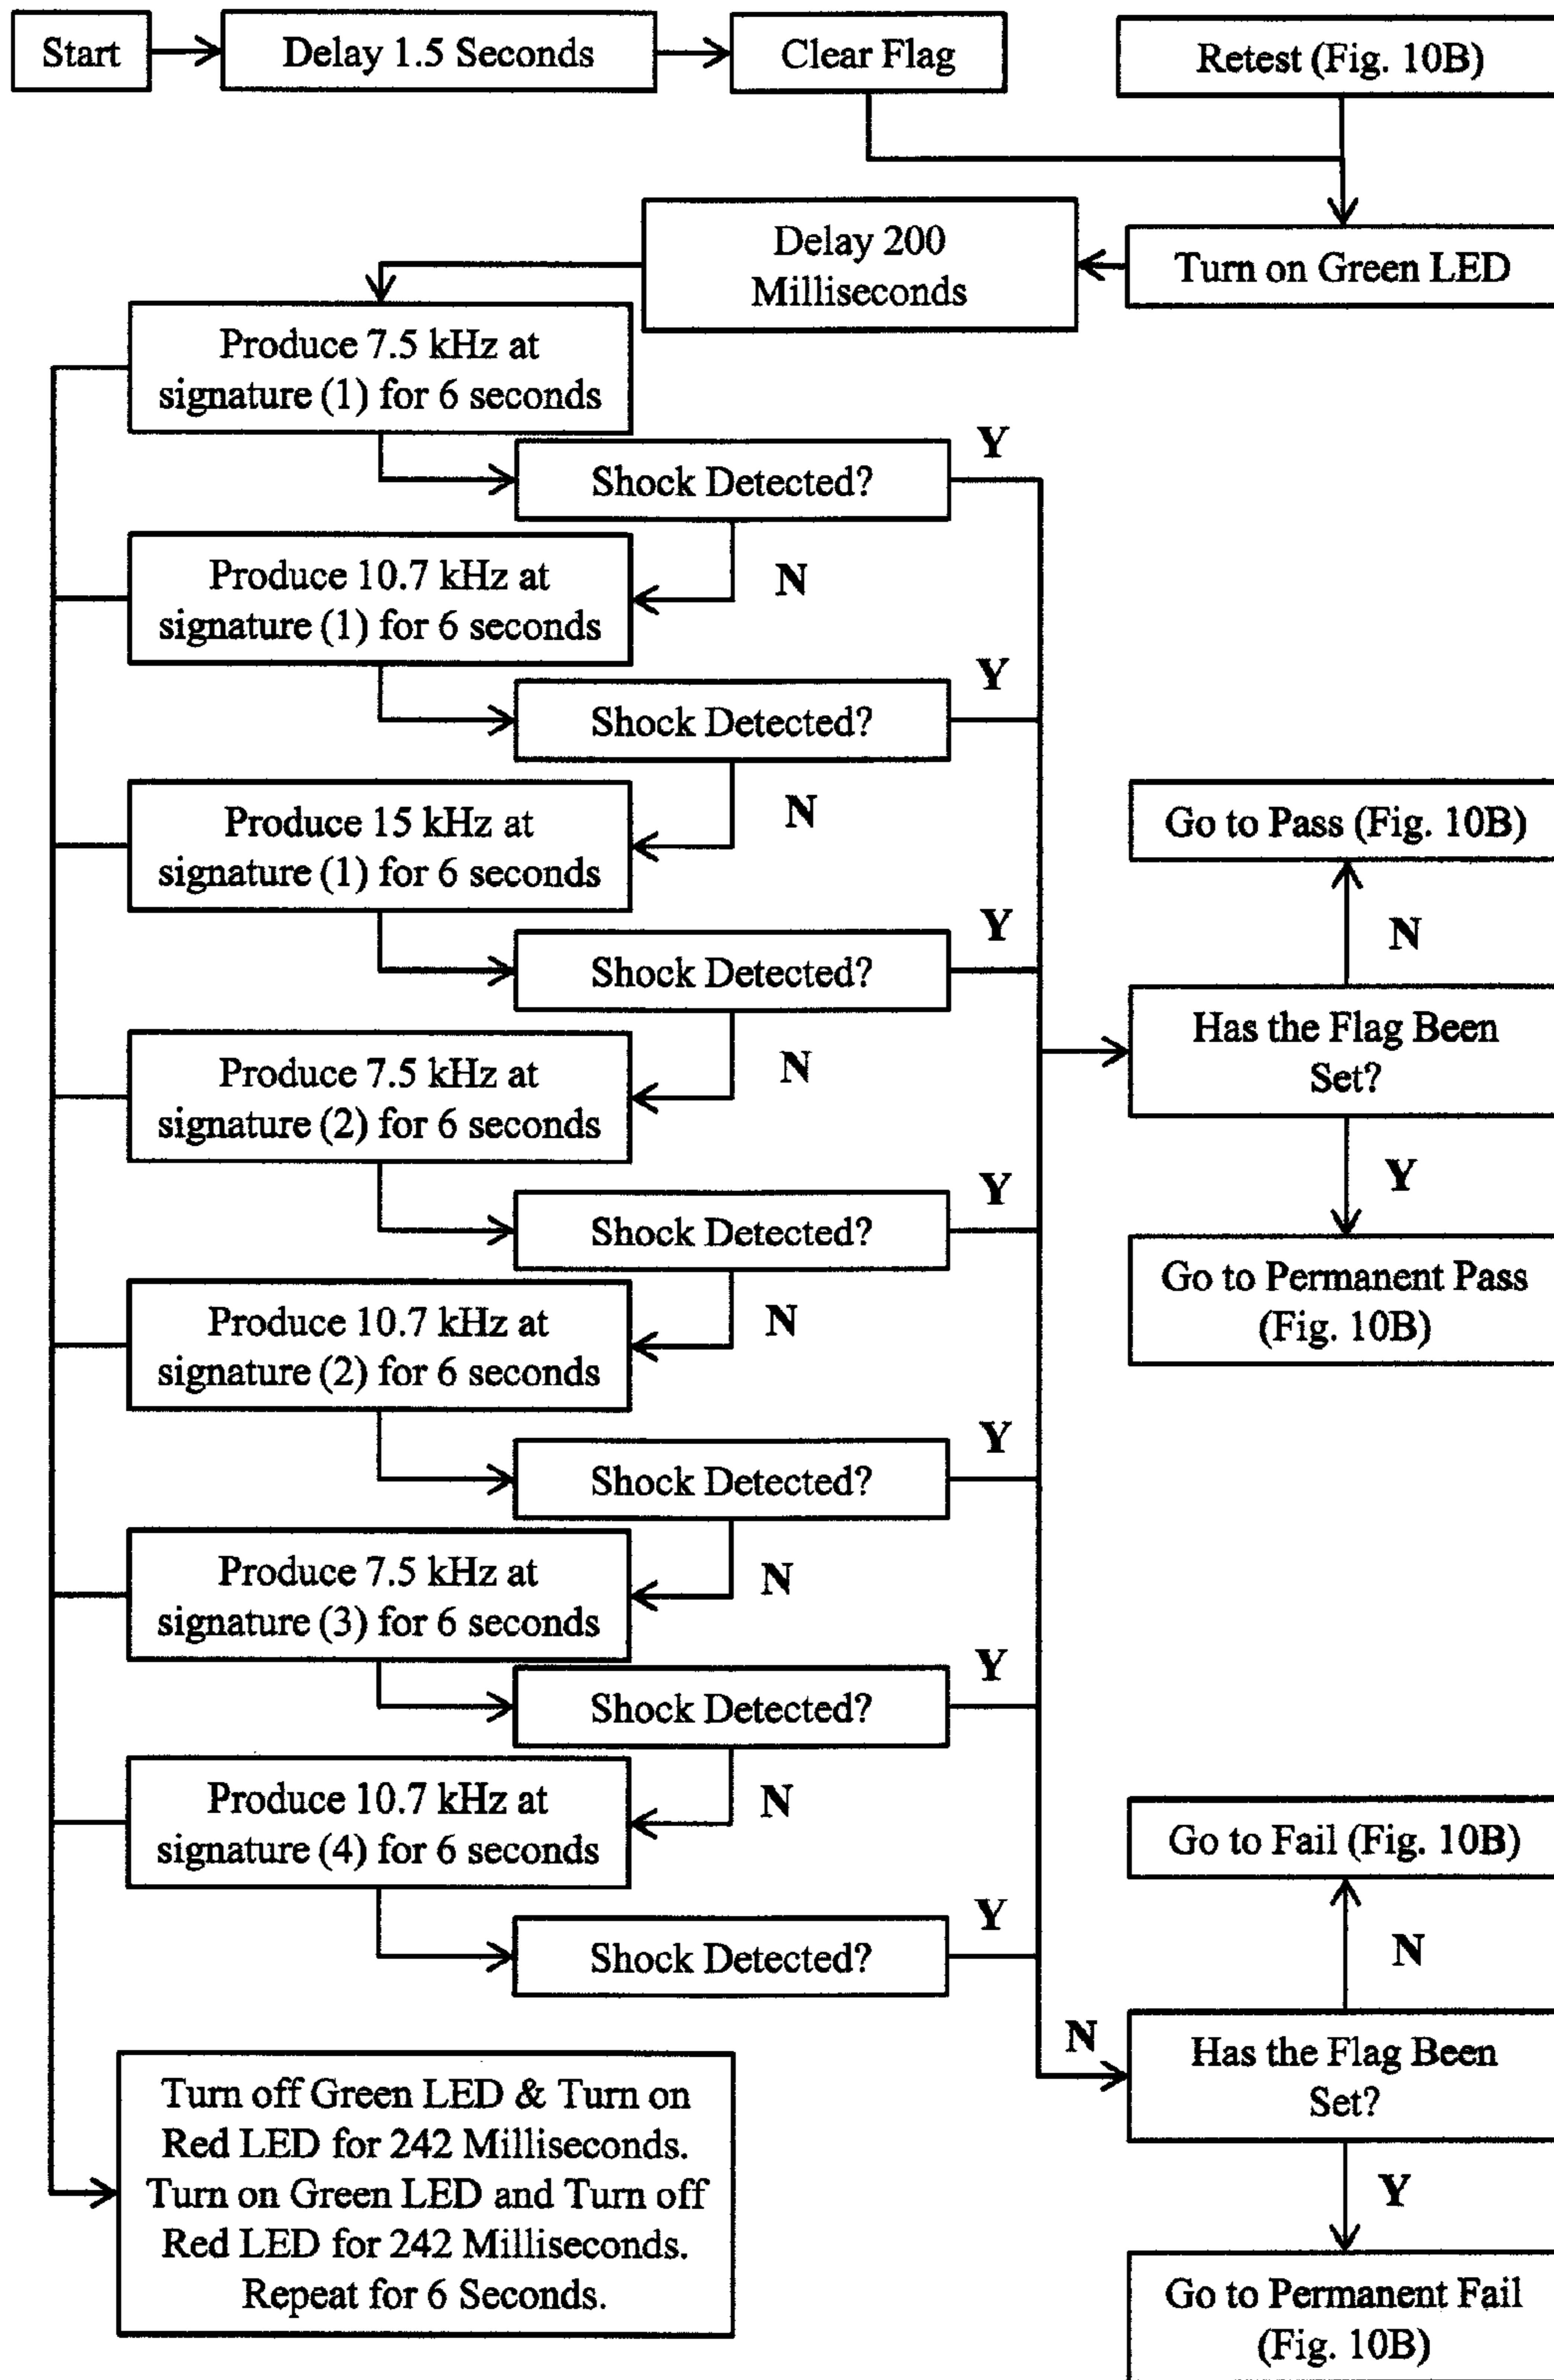 Start
Delay 1.5 Seconds
Clear Flag
Retest (Fig. 10B)
Delay 200
Milliseconds
Turn on Green LED
Produce 7.5 kHz at
signature (1) for 6 seconds
Y
Shock Detected?
N
Produce 10.7 kHz at
signature (1) for 6 seconds
Y
Shock Detected?
N
Produce 15 kHz at
signature (1) for 6 seconds
Go to Pass (Fig. 10B)
Y
N
Shock Detected?
Has the Flag Been
Set?
N
Produce 7.5 kHz at
signature (2) for 6 seconds
Y
Y
Shock Detected?
Go to Permanent Pass
(Fig. 10B)
N
Produce 10.7 kHz at
signature (2) for 6 seconds
Y
Shock Detected?
N
Produce 7.5 kHz at
signature (3) for 6 seconds
Y
Shock Detected?
N
Produce 10.7 kHz at
signature (4) for 6 seconds
Go to Fail (Fig. 10B)
Y
N
Shock Detected?
N
Has the Flag Been
Set?
Turn off Green LED & Turn on
Red LED for 242 Milliseconds.
Turn on Green LED and Turn off
Red LED for 242 Milliseconds.
Repeat for 6 Seconds.
Y
Go to Permanent Fail
(Fig. 10B)